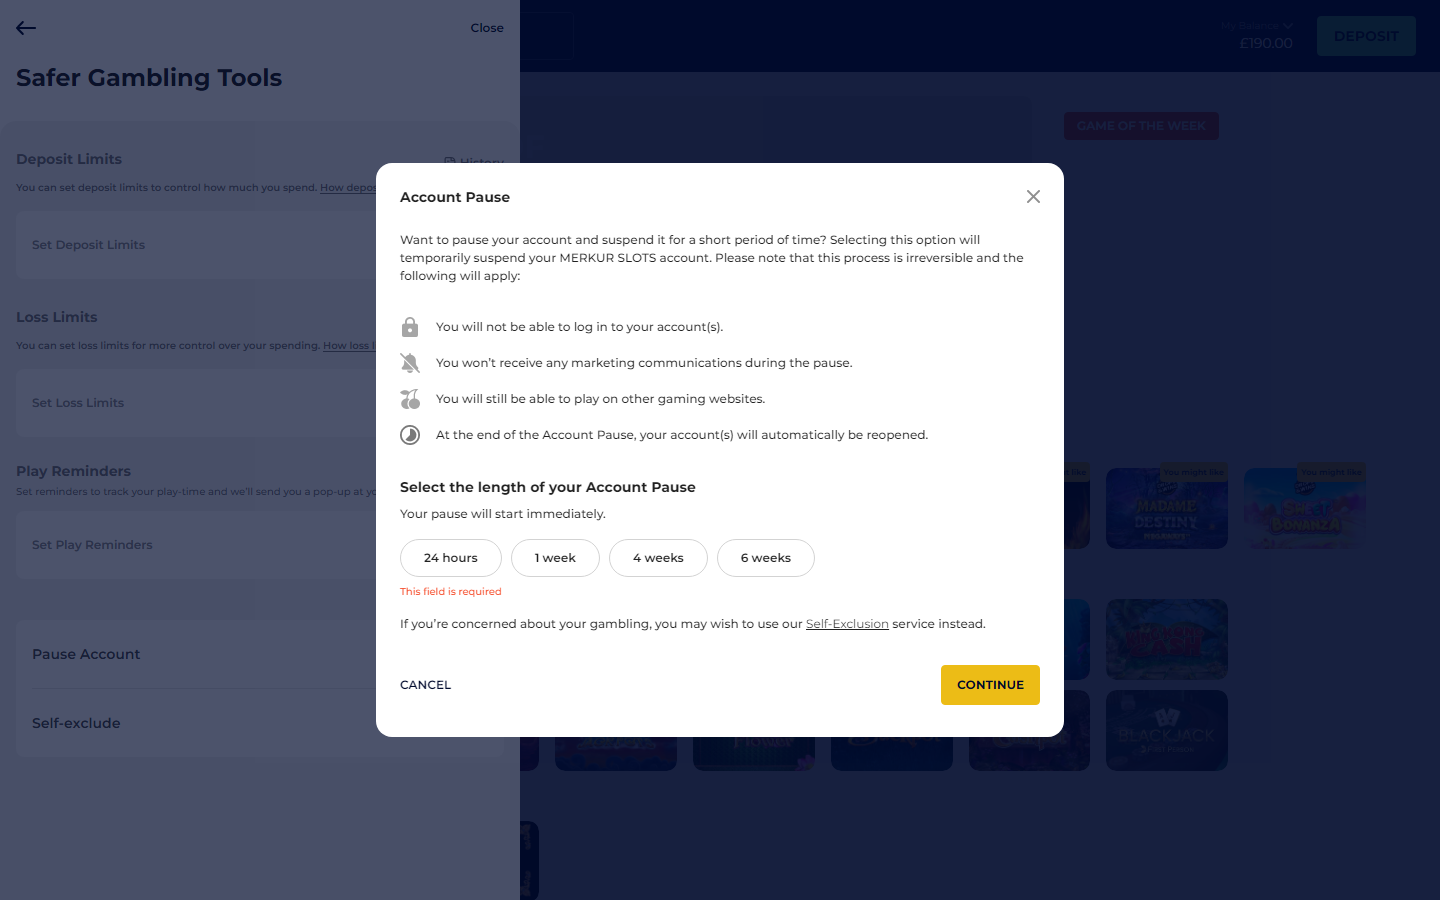 Close
Safer Gambling Tools
Deposit Limits
History
You can set deposit limits to control how much you spend. How depos
Set Deposit Limits
Loss Limits
You can set loss limits for more control over your spending. How loss l
Set Loss Limits
Play Reminders
Set reminders to track your play-time and we'll send you a pop-up at yo
Set Play Reminders
Pause Account
Self-exclude
My Balance
£190.00
DEPOSIT
GAME OF THE WEEK
Account Pause
Want to pause your account and suspend it for a short period of time? Selecting this option will
temporarily suspend your MERKUR SLOTS account. Please note that this process is irreversible and the
following will apply:
You will not be able to log in to your account(s).
You won't receive any marketing communications during the pause.
You will still be able to play on other gaming websites.
At the end of the Account Pause, your account(s) will automatically be reopened.
Select the length of your Account Pause
Your pause will start immediately.
24 hours
1 week
4 weeks
6 weeks
This field is required
If you're concerned about your gambling, you may wish to use our Self-Exclusion service instead.
CANCEL
CONTINUE
like
You might like
You might like
MADAME
DESTINY
MEGAWAYS
SWEET
BONANZA
BLACKJACK